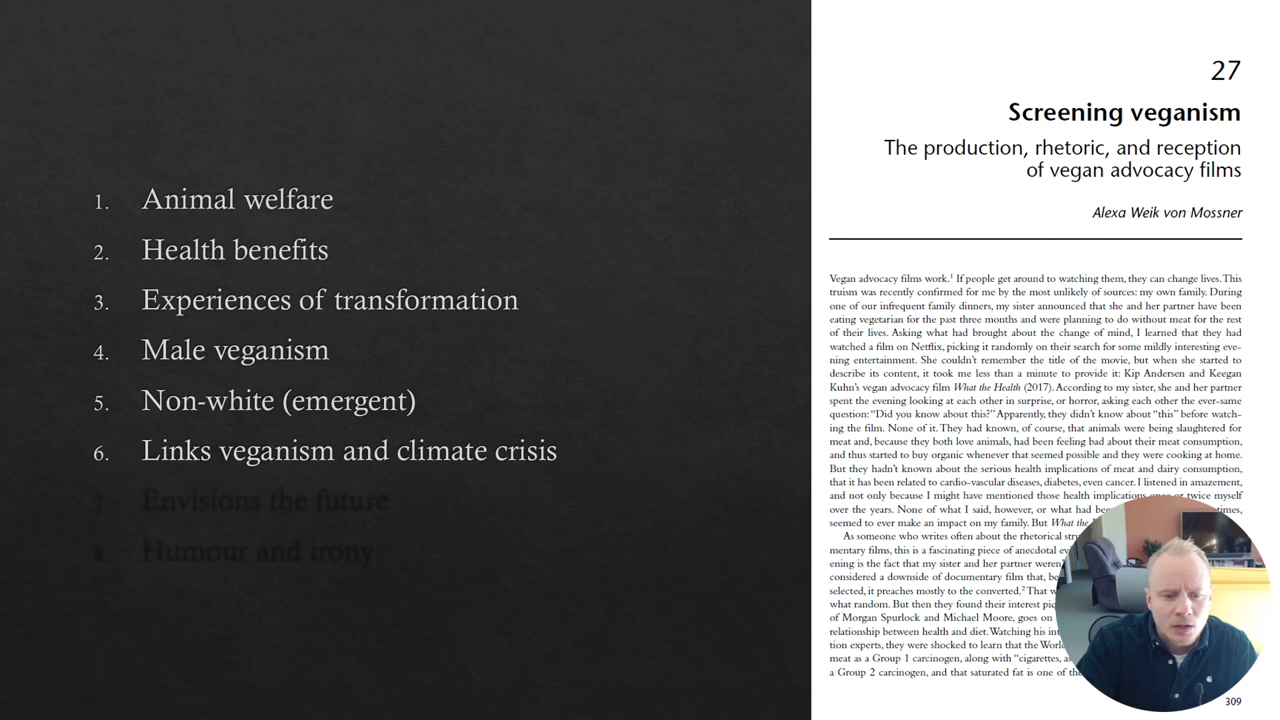 1. Animal welfare
2. Health benefits
3. Experiences of transformation
4. Male veganism
5. Non-white (emergent)
6. Links veganism and climate crisis
7. Envisions the future
8. Humour and irony
27
Screening veganism
The production, rhetoric, and reception
of vegan advocacy films
Alexa Weik von Mossner
Vegan advocacy films work.1 If people get around to watching them, they can change lives. This
truism was recently confirmed for me by the most unlikely of sources: my own family. During
one of our infrequent family dinners, my sister announced that she and her partner have been
eating vegetarian for the past three months and were planning to do without meat for the rest
of their lives. Asking what had brought about the change of mind, I learned that they had
watched a film on Netflix, picking it randomly on their search for some mildly interesting eve-
ning entertainment. She couldn't remember the title of the movie, but when she started to
describe its content, it took me less than a minute to provide it: Kip Andersen and Keegan
Kuhn's vegan advocacy film What the Health (2017). According to my sister, she and her partner
spent the evening looking at each other in surprise, or horror, asking each other the ever-same
question: "Did you know about this?" Apparently, they didn't know about "this" before watch-
ing the film. None of it. They had known, of course, that animals were being slaughtered for
meat and, because they both love animals, had been feeling bad about their meat consumption,
and thus started to buy organic whenever that seemed possible and they were cooking at home.
But they hadn't known about the serious health implications of meat and dairy consumption,
that it has been related to cardio-vascular diseases, diabetes, even cancer. I listened in amazement,
and not only because I might have mentioned those health implications once or twice myself
over the years. None of what I said, however, or what had times,
seemed to ever make an impact on my family. But What the
As someone who writes often about the rhetorical
mentary films, this is a fascinating piece of anecdotal
ening is the fact that my sister and her partner
considered a downside of documentary film that,
selected, it preaches mostly to the converted.2 That
what random. But then they found their interest
of Morgan Spurlock and Michael Moore, goes on
relationship between health and diet. Watching his
tion experts, they were shocked to learn that the
meat as a Group 1 carcinogen, along with "cigarettes,
a Group 2 carcinogen, and that saturated fat is one of
309